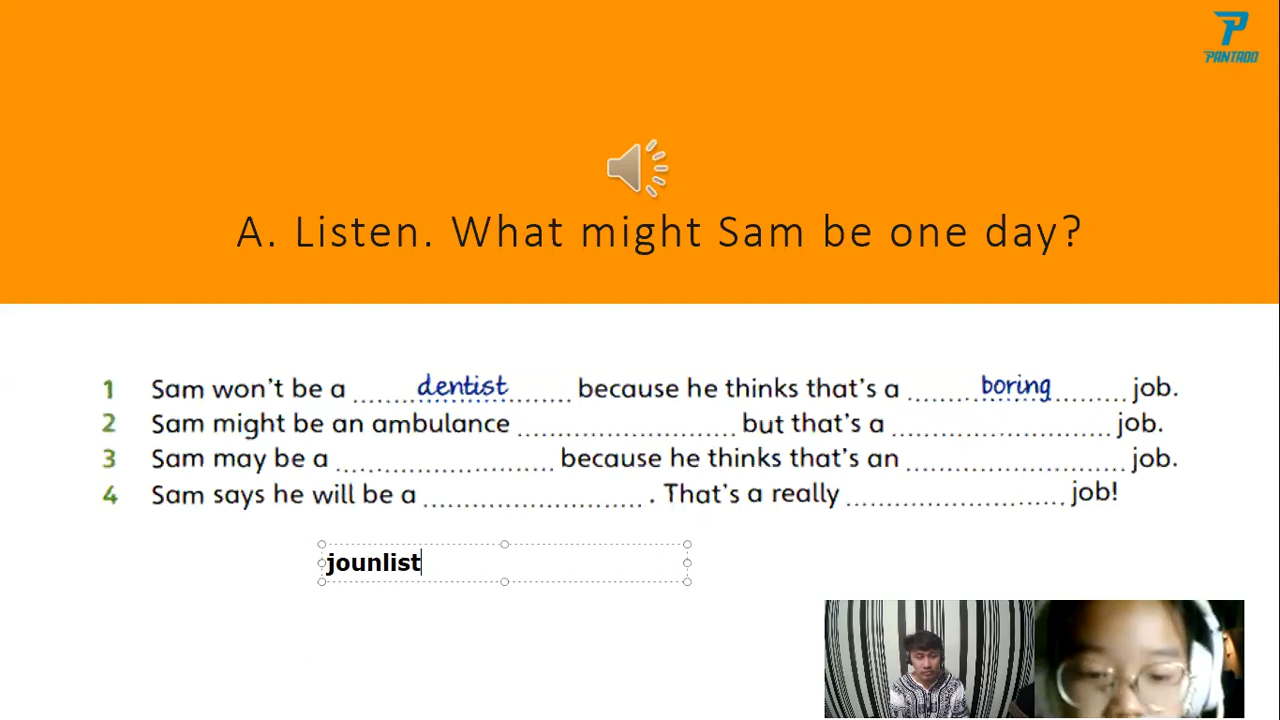 PANTADO
A. Listen. What might Sam be one day?
1 Sam won't be a dentist because he thinks that's a boring job.
2 Sam might be an ambulance ........................ but that's a ........................ job.
3 Sam may be a ........................ because he thinks that's an ........................ job.
4 Sam says he will be a ........................ . That's a really ........................ job!
jounlist